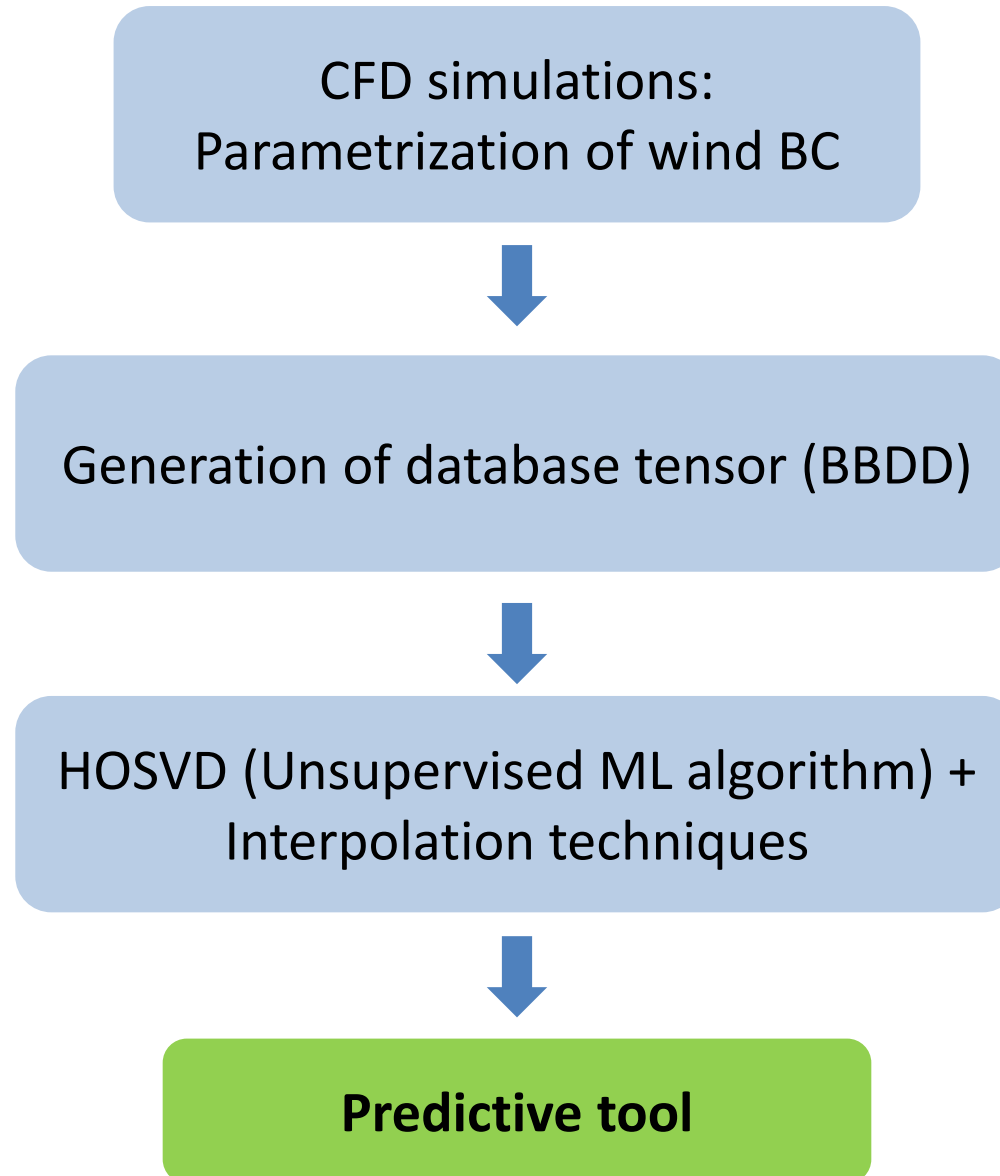 CFD simulations:
Parametrization of wind BC
Generation of database tensor (BBDD)
HOSVD (Unsupervised ML algorithm) +
Interpolation techniques
Predictive tool